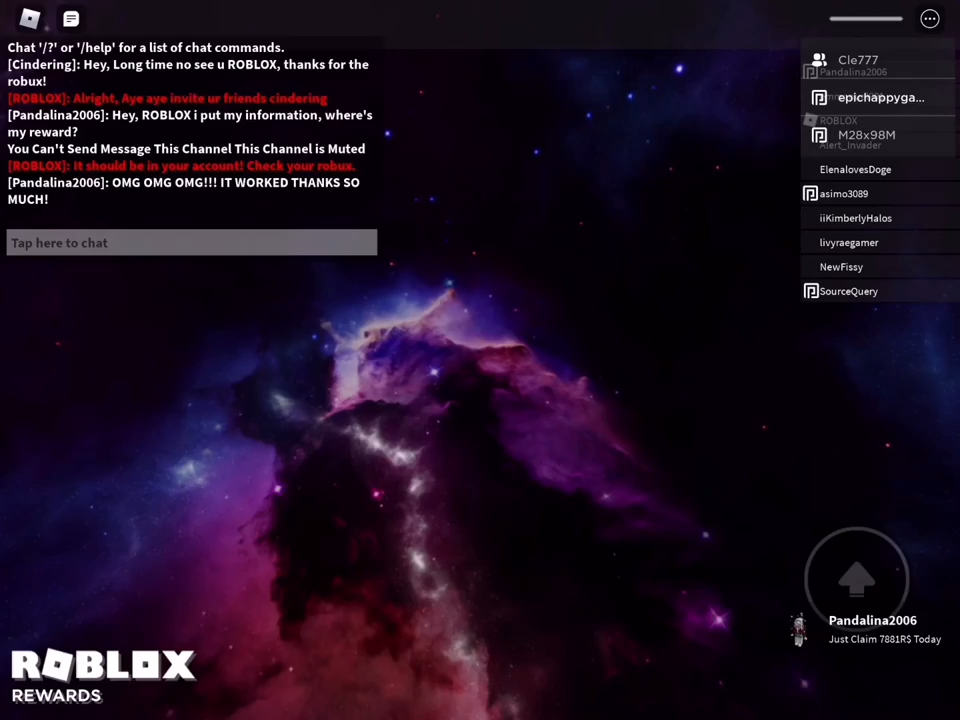 Chat '/?' or '/help' for a list of chat commands.
[Cindering]: Hey, Long time no see u ROBLOX, thanks for the
robux!
[ROBLOX]: Alright, Aye aye invite ur friends cindering
[Pandalina2006]: Hey, ROBLOX i put my information, where's
my reward?
You Can't Send Message This Channel This Channel is Muted
[ROBLOX]: It should be in your account! Check your robux.
[Pandalina2006]: OMG OMG OMG!!! IT WORKED THANKS SO
MUCH!
Tap here to chat
Cle777
Pandalina2006
epichappyga...
ROBLOX
M28x98M
Alert_Invader
ElenalovesDoge
asimo3089
iiKimberlyHalos
livyraegamer
NewFissy
SourceQuery
Pandalina2006
Just Claim 7881R$ Today
ROBLOX
REWARDS